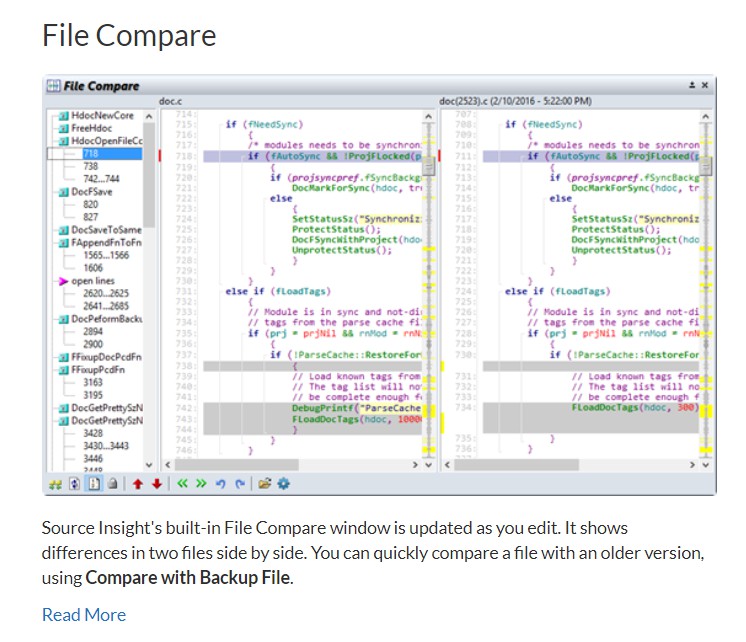 File Compare
File Compare
doc.c
doc(2523).c (2/10/2016 - 5:22:00 PM)
HdocNewCore
FreeHdoc
HdocOpenFileCc
718
738
742...744
DocFSave
820
827
DocSaveToSame
FAppendFnToFn
1565...1566
1606
open lines
2620...2625
2641...2685
DocPeformBacku
2894
2900
FFixupDocPcdFn
FFixupPcdFn
3163
3195
DocGetPrettySzN
DocGetPrettySzN
3428
3430...3443
3446
3448
714:
715: if (fNeedSync)
716: {
717: /* modules needs to be synchron
718: if (fAutoSync && !ProjFLocked(p
719: {
720: if (projsyncpref.fSyncBackg
721: DocMarkForSync(hdoc, tr
722: else
723: {
724: SetStatusSz("Synchroniz
725: ProtectStatus();
726: DocFSyncWithProject(hdo
727: UnprotectStatus();
728: }
729: }
730: }
731: else if (fLoadTags)
732: {
733: // Module is in sync and not-di
734: // tags from the parse cache fi
735: if (prj = prjNil && rnMod = rnN
736: {
737: if (!ParseCache::RestoreFor
738: {
739: // Load known tags from
740: // The tag list will no
741: // be complete enough f
742: DebugPrintf("ParseCache
743: FLoadDocTags(hdoc, 1000
744: }
745: }
746: }
707:
708: if (fNeedSync)
709: {
710: /* modules needs to be synchron
711: if (fAutoSync && !ProjFLocked(p
712: {
713: if (projsyncpref.fSyncBackg
714: DocMarkForSync(hdoc, tr
715: else
716: {
717: SetStatusSz("Synchroniz
718: ProtectStatus();
719: DocFSyncWithProject(hdo
720: UnprotectStatus();
721: }
722: }
723: }
724: else if (fLoadTags)
725: {
726: // Module is in sync and not-di
727: // tags from the parse cache fi
728: if (prj = prjNil && rnMod = rnN
729: {
730: if (!ParseCache::RestoreFor
731: // Load known tags from
732: // The tag list will no
733: // be complete enough f
734: FLoadDocTags(hdoc, 300)
735: }
736: }
Source Insight's built-in File Compare window is updated as you edit. It shows
differences in two files side by side. You can quickly compare a file with an older version,
using Compare with Backup File.
Read More